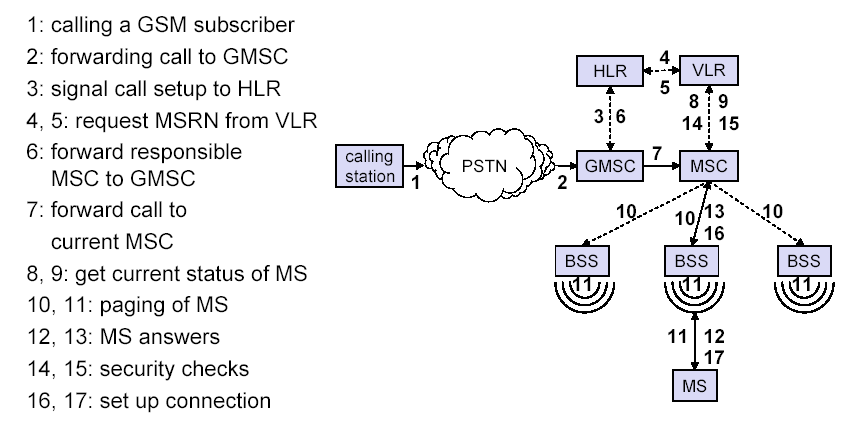 1: calling a GSM subscriber
2: forwarding call to GMSC
3: signal call setup to HLR
4, 5: request MSRN from VLR
6: forward responsible
MSC to GMSC
7: forward call to
current MSC
8, 9: get current status of MS
10, 11: paging of MS
12, 13: MS answers
14, 15: security checks
16, 17: set up connection
HLR
4
5
VLR
3 6
8 9
14 15
calling
station
1
PSTN
2
GMSC
7
MSC
10
10
13
16
10
BSS
11
BSS
11
BSS
11
11 12
17
MS